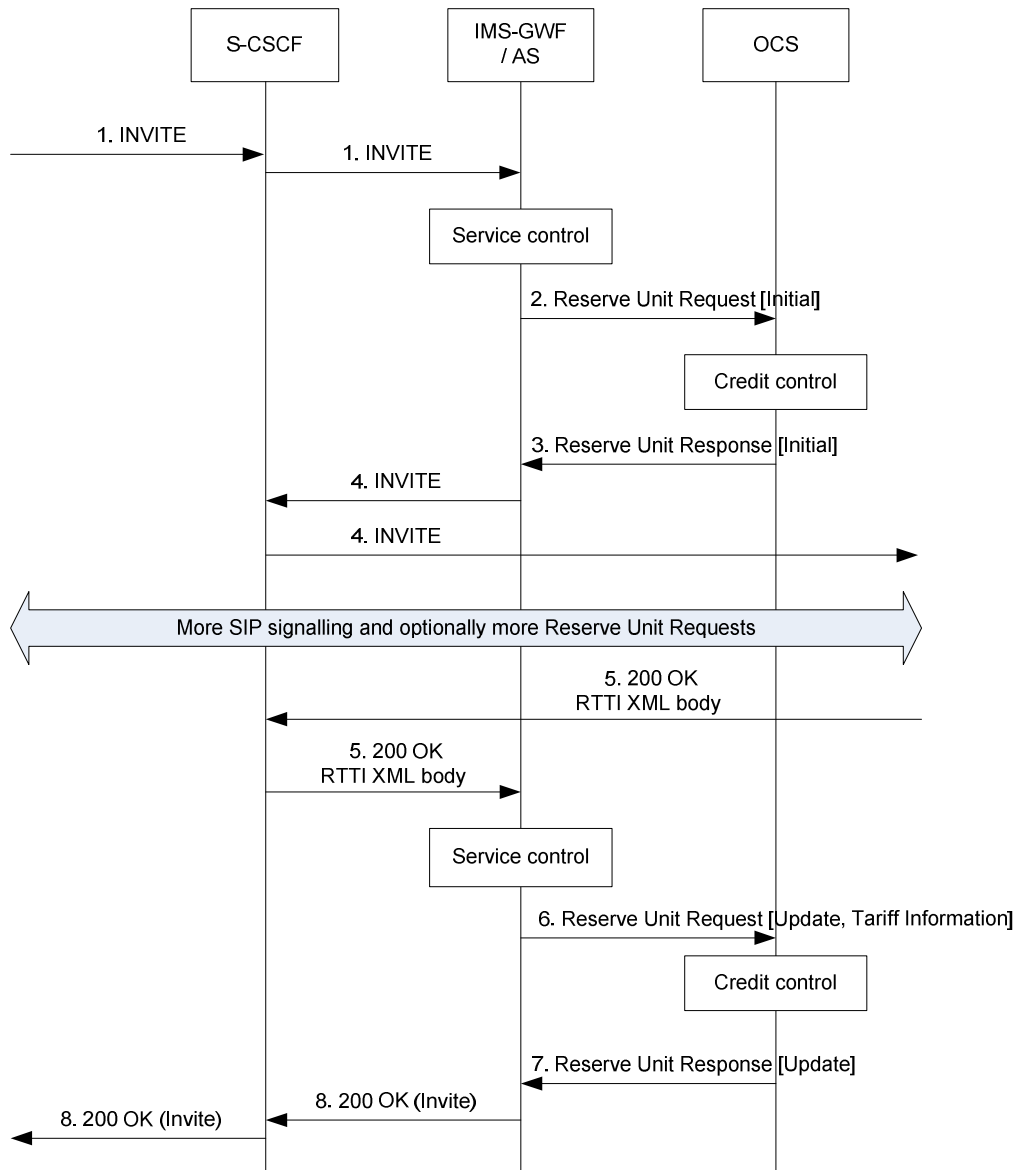 S-CSCF
IMS-GWF
/ AS
OCS
1. INVITE
1. INVITE
Service control
2. Reserve Unit Request [Initial]
Credit control
3. Reserve Unit Response [Initial]
4. INVITE
4. INVITE
More SIP signalling and optionally more Reserve Unit Requests
5. 200 OK
RTTI XML body
5. 200 OK
RTTI XML body
Service control
6. Reserve Unit Request [Update, Tariff Information]
Credit control
7. Reserve Unit Response [Update]
8. 200 OK (Invite)
8. 200 OK (Invite)